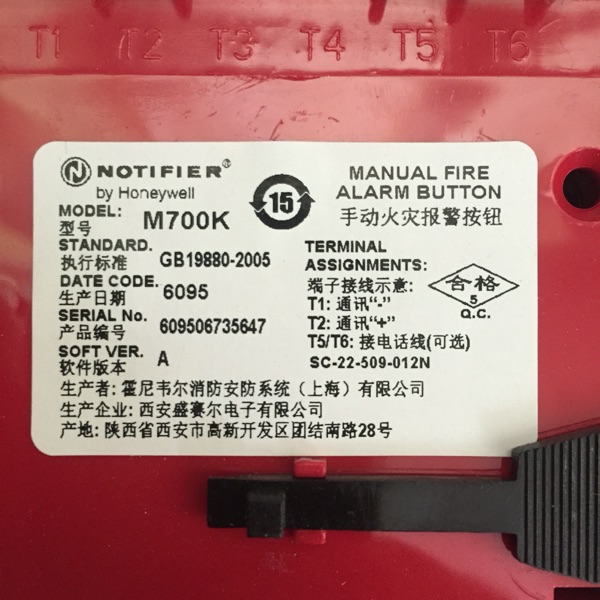 T1 T2 T3 T4 T5 T6
NOTIFIER®
by Honeywell
15
MANUAL FIRE
ALARM BUTTON
手动火灾报警按钮
MODEL:
型号 M700K
STANDARD.
执行标准 GB19880-2005
DATE CODE.
生产日期 6095
SERIAL No.
产品编号 609506735647
SOFT VER.
软件版本 A
TERMINAL
ASSIGNMENTS:
端子接线示意:
T1: 通讯“-”
T2: 通讯“+”
T5/T6: 接电话线(可选)
SC-22-509-012N
合格
5
Q.C.
生产者: 霍尼韦尔消防安防系统（上海）有限公司
生产企业: 西安盛赛尔电子有限公司
产地: 陕西省西安市高新开发区团结南路28号